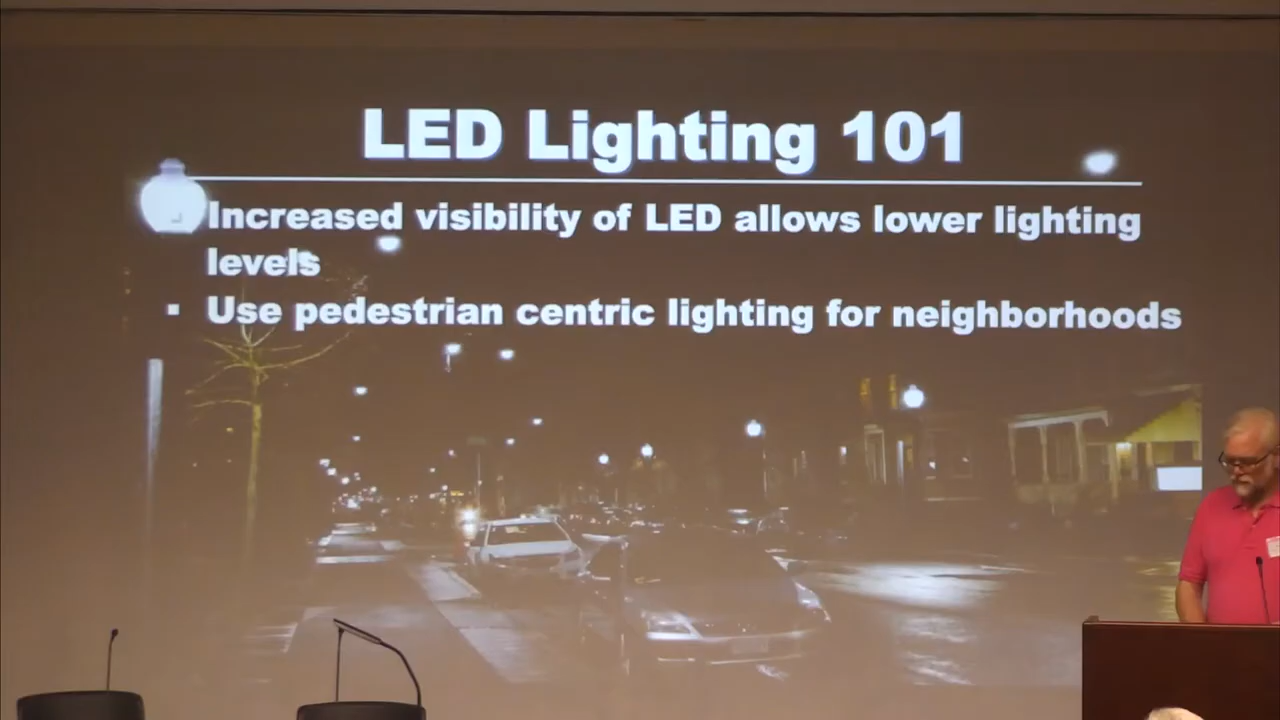 LED Lighting 101
Increased visibility of LED allows lower lighting
levels
▪ Use pedestrian centric lighting for neighborhoods